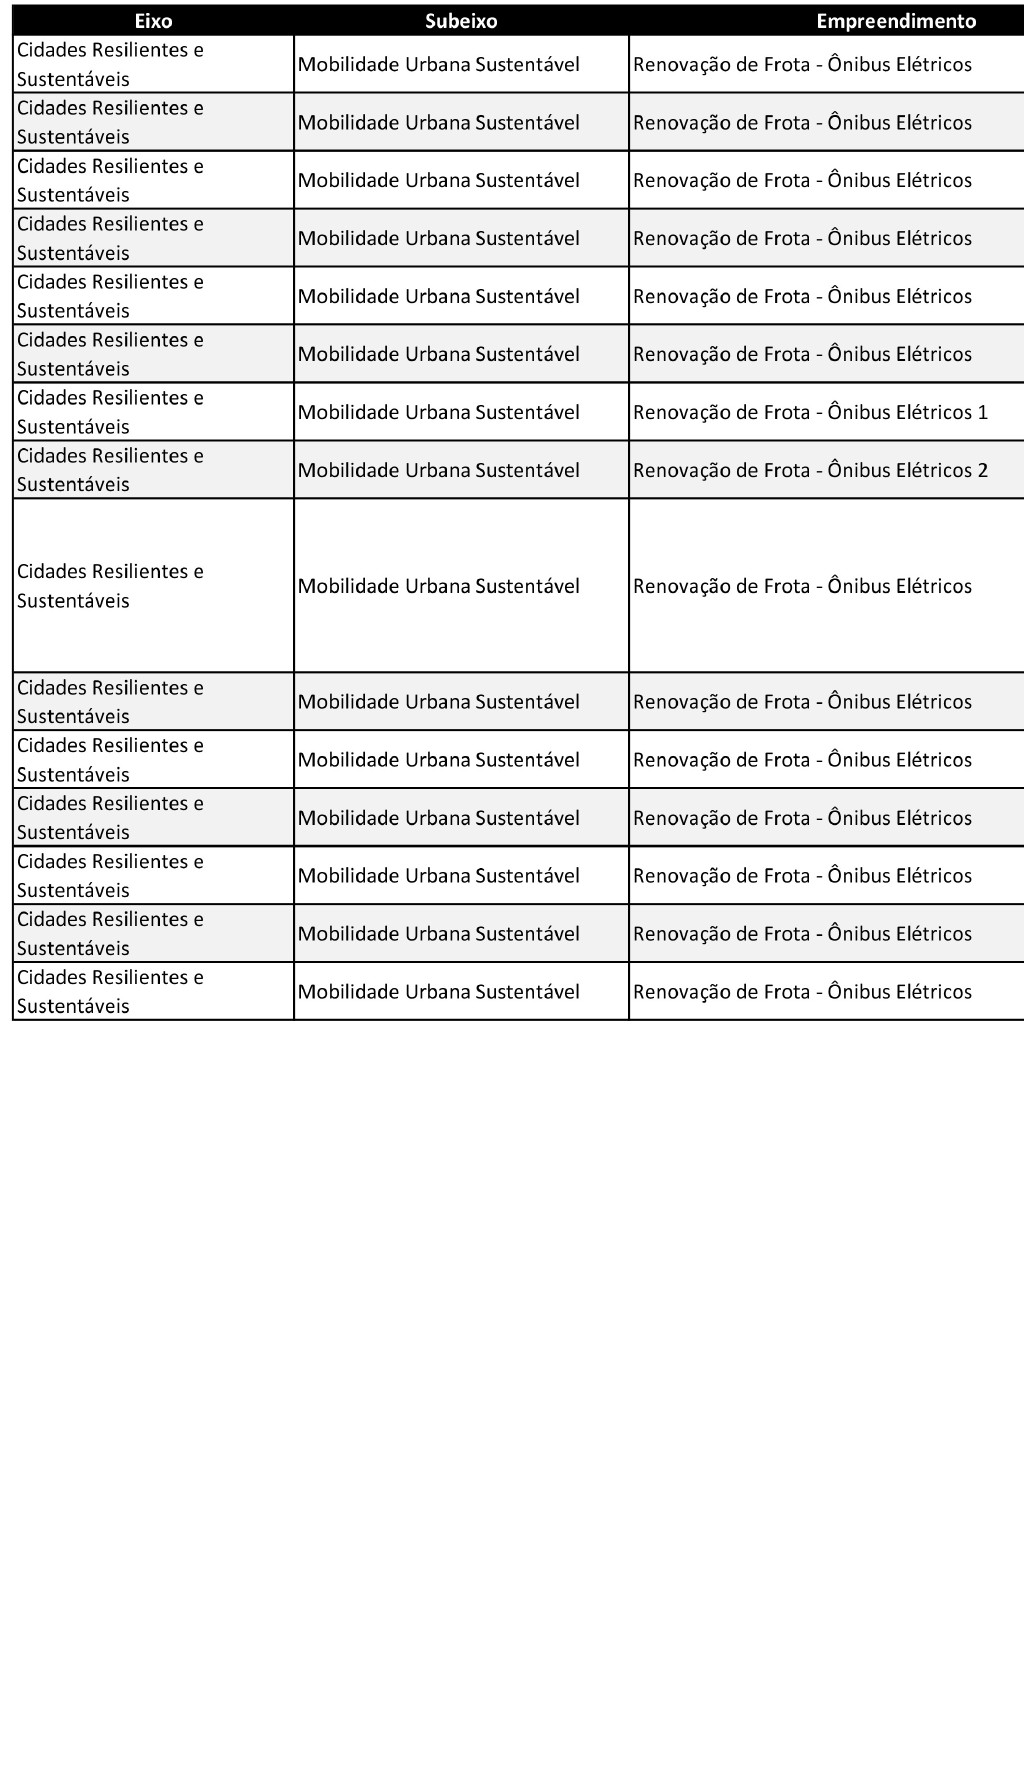 Eixo Subeixo Empreendimento
Cidades Resilientes e
Sustentáveis Mobilidade Urbana Sustentável Renovação de Frota - Ônibus Elétricos
Cidades Resilientes e
Sustentáveis Mobilidade Urbana Sustentável Renovação de Frota - Ônibus Elétricos
Cidades Resilientes e
Sustentáveis Mobilidade Urbana Sustentável Renovação de Frota - Ônibus Elétricos
Cidades Resilientes e
Sustentáveis Mobilidade Urbana Sustentável Renovação de Frota - Ônibus Elétricos
Cidades Resilientes e
Sustentáveis Mobilidade Urbana Sustentável Renovação de Frota - Ônibus Elétricos
Cidades Resilientes e
Sustentáveis Mobilidade Urbana Sustentável Renovação de Frota - Ônibus Elétricos
Cidades Resilientes e
Sustentáveis Mobilidade Urbana Sustentável Renovação de Frota - Ônibus Elétricos 1
Cidades Resilientes e
Sustentáveis Mobilidade Urbana Sustentável Renovação de Frota - Ônibus Elétricos 2
Cidades Resilientes e
Sustentáveis Mobilidade Urbana Sustentável Renovação de Frota - Ônibus Elétricos
Cidades Resilientes e
Sustentáveis Mobilidade Urbana Sustentável Renovação de Frota - Ônibus Elétricos
Cidades Resilientes e
Sustentáveis Mobilidade Urbana Sustentável Renovação de Frota - Ônibus Elétricos
Cidades Resilientes e
Sustentáveis Mobilidade Urbana Sustentável Renovação de Frota - Ônibus Elétricos
Cidades Resilientes e
Sustentáveis Mobilidade Urbana Sustentável Renovação de Frota - Ônibus Elétricos
Cidades Resilientes e
Sustentáveis Mobilidade Urbana Sustentável Renovação de Frota - Ônibus Elétricos
Cidades Resilientes e
Sustentáveis Mobilidade Urbana Sustentável Renovação de Frota - Ônibus Elétricos